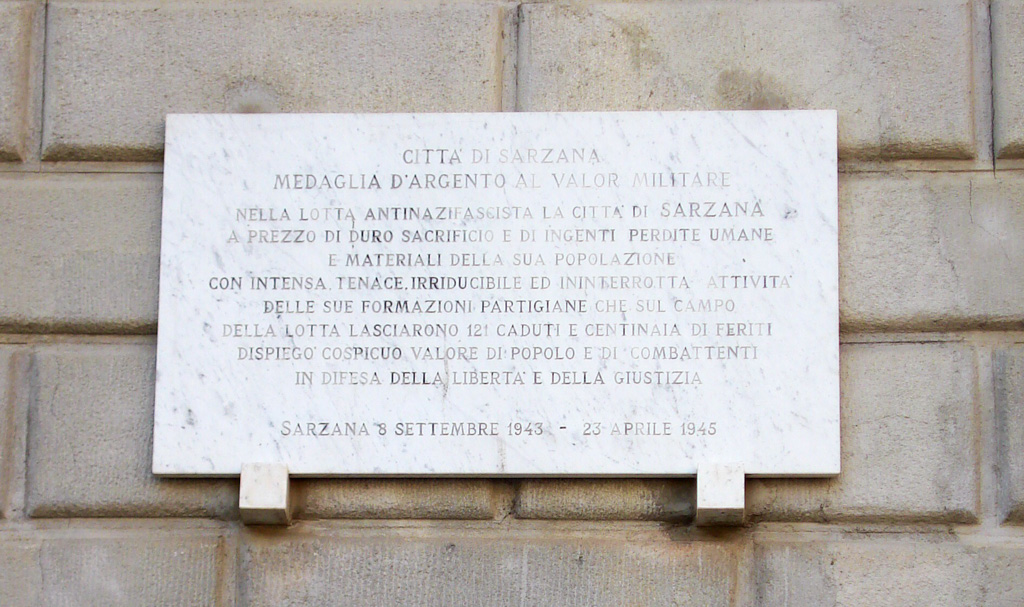 CITTA' DI SARZANA
MEDAGLIA D'ARGENTO AL VALOR MILITARE
NELLA LOTTA ANTINAZIFASCISTA LA CITTA' DI SARZANA
A PREZZO DI DURO SACRIFICIO E DI INGENTI PERDITE UMANE
E MATERIALI DELLA SUA POPOLAZIONE
CON INTENSA, TENACE, IRRIDUCIBILE ED ININTERROTTA ATTIVITA'
DELLE SUE FORMAZIONI PARTIGIANE CHE SUL CAMPO
DELLA LOTTA LASCIARONO 121 CADUTI E CENTINAIA DI FERITI
DISPIEGO' COSPICUO VALORE DI POPOLO E DI COMBATTENTI
IN DIFESA DELLA LIBERTA' E DELLA GIUSTIZIA
SARZANA 8 SETTEMBRE 1943 - 23 APRILE 1945